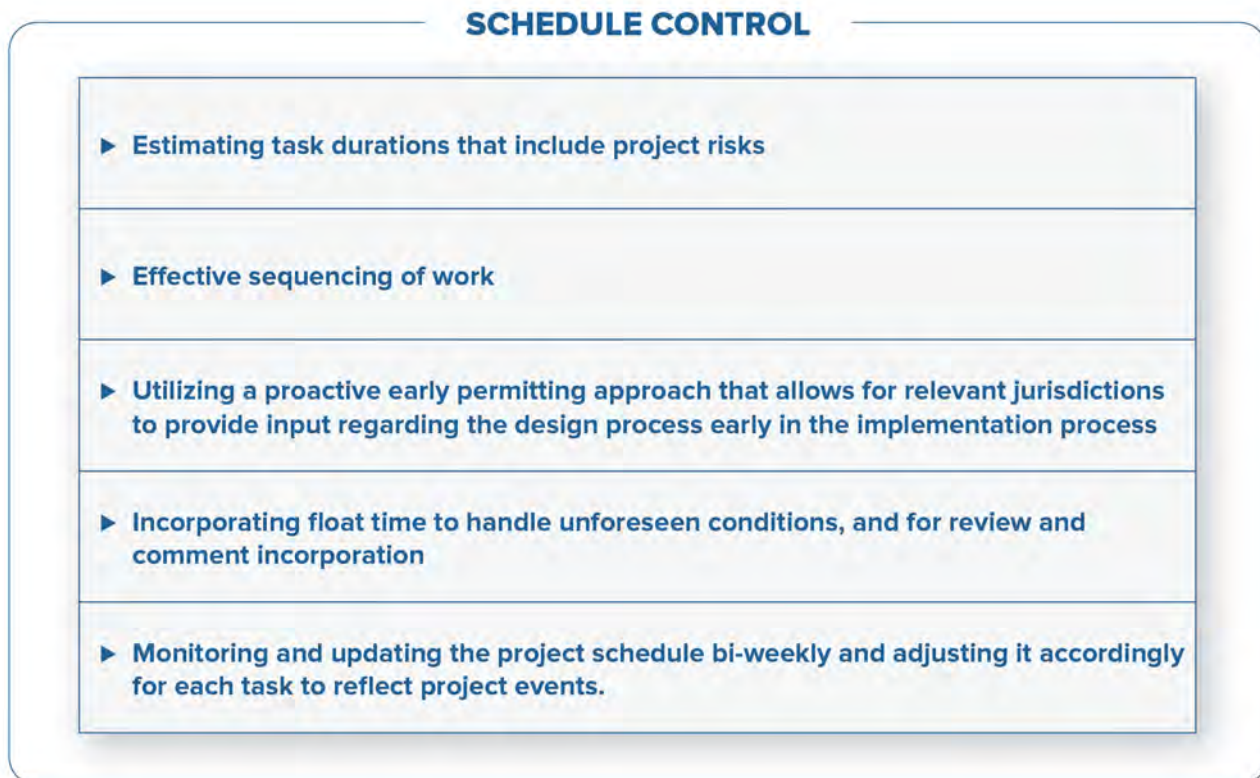 SCHEDULE CONTROL
▶ Estimating task durations that include project risks
▶ Effective sequencing of work
▶ Utilizing a proactive early permitting approach that allows for relevant jurisdictions
to provide input regarding the design process early in the implementation process
▶ Incorporating float time to handle unforeseen conditions, and for review and
comment incorporation
▶ Monitoring and updating the project schedule bi-weekly and adjusting it accordingly
for each task to reflect project events.